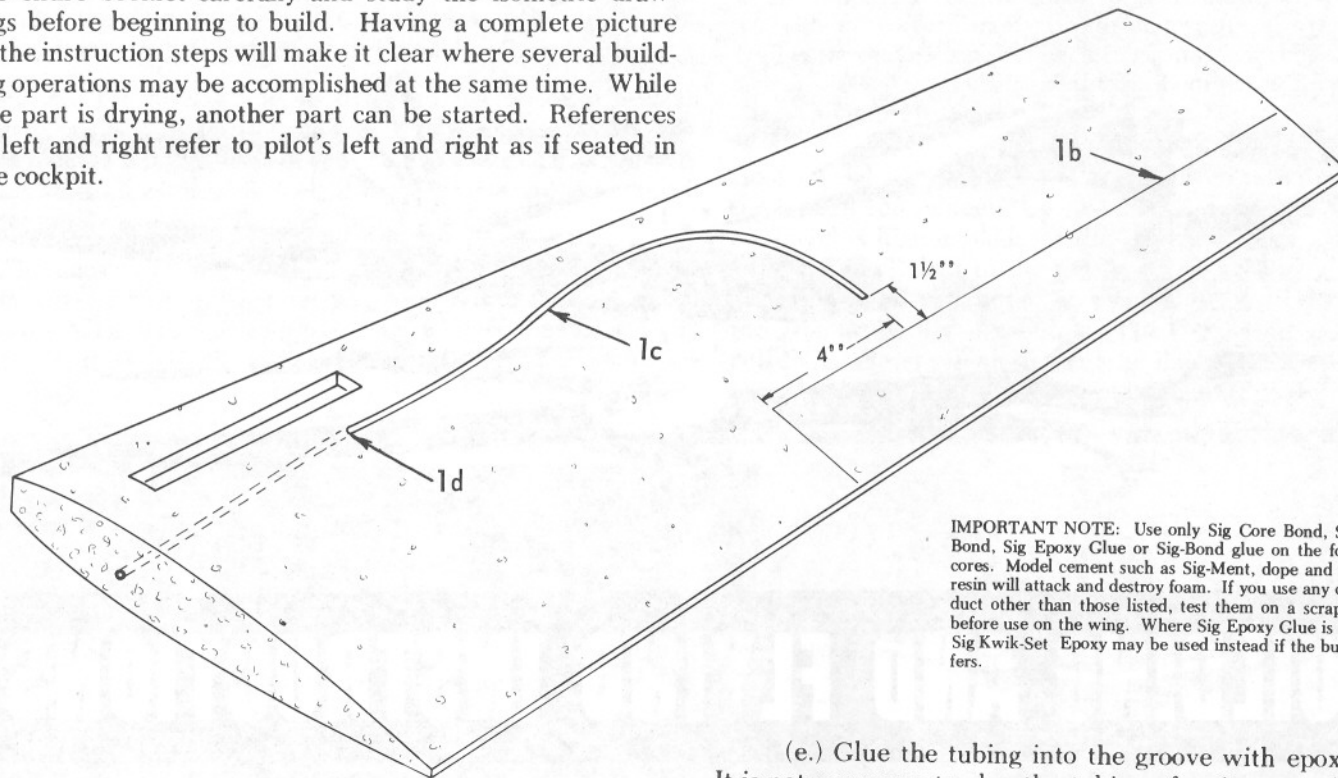 gs before beginning to build. Having a complete picture
the instruction steps will make it clear where several build-
g operations may be accomplished at the same time. While
e part is drying, another part can be started. References
left and right refer to pilot's left and right as if seated in
e cockpit.
1b
1½"
1c
4"
1d
IMPORTANT NOTE: Use only Sig Core Bond, S
Bond, Sig Epoxy Glue or Sig-Bond glue on the fo
cores. Model cement such as Sig-Ment, dope and
resin will attack and destroy foam. If you use any
duct other than those listed, test them on a scrap
before use on the wing. Where Sig Epoxy Glue is
Sig Kwik-Set Epoxy may be used instead if the bu
fers.
(e.) Glue the tubing into the groove with epox